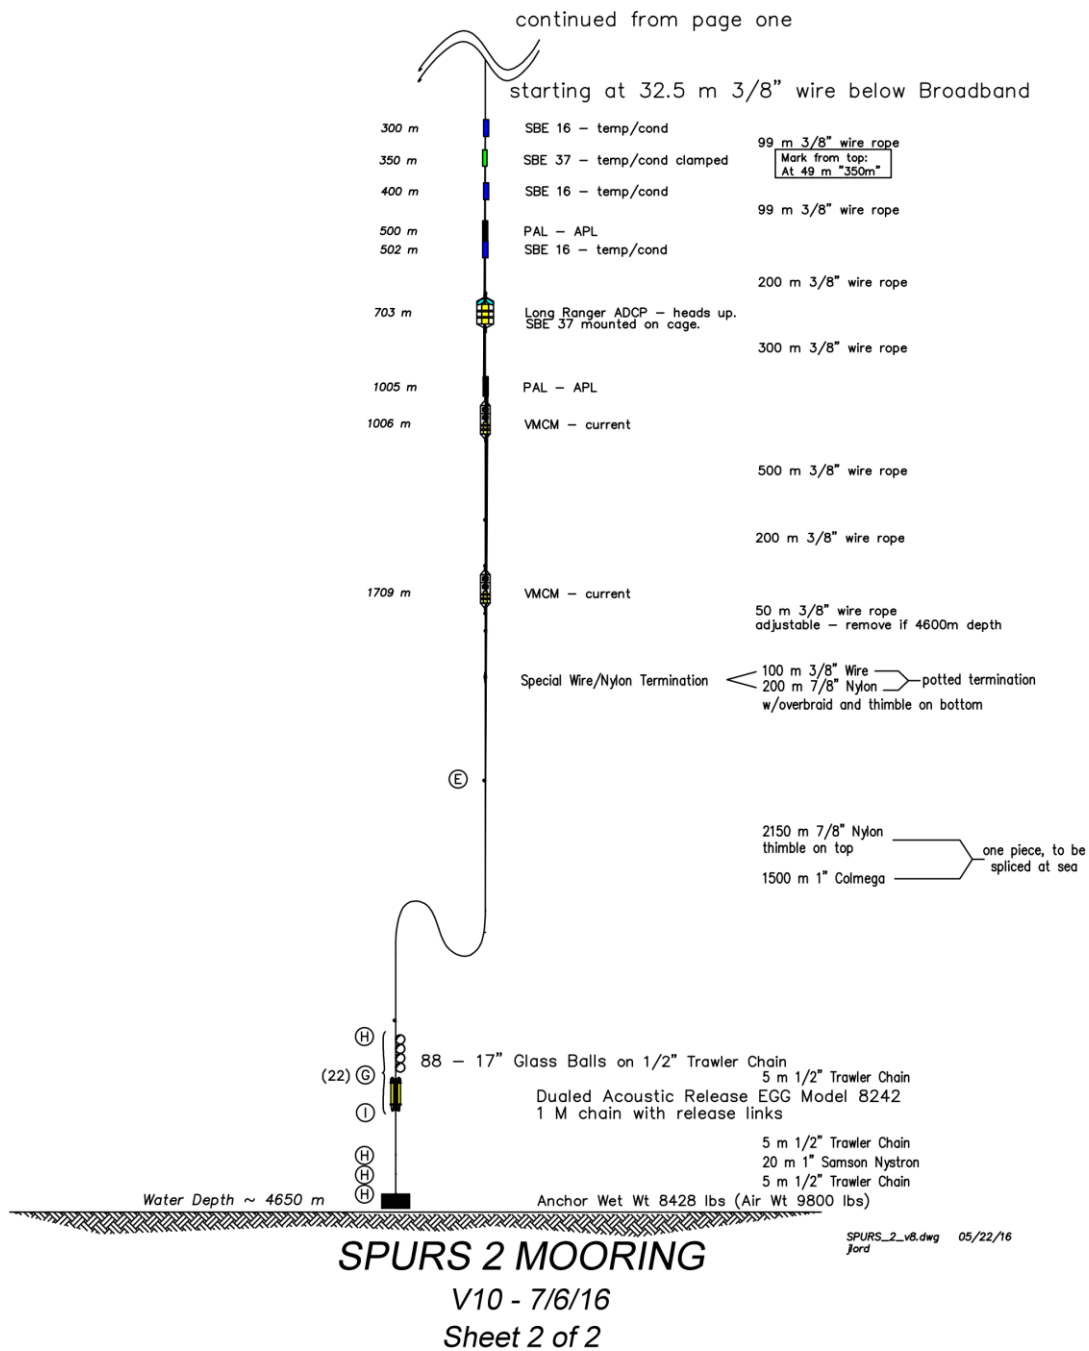 continued from page one
starting at 32.5 m 3/8" wire below Broadband
300 m SBE 16 – temp/cond
99 m 3/8" wire rope
Mark from top:
At 49 m "350m"
350 m SBE 37 – temp/cond clamped
400 m SBE 16 – temp/cond
99 m 3/8" wire rope
500 m PAL – APL
502 m SBE 16 – temp/cond
200 m 3/8" wire rope
703 m Long Ranger ADCP – heads up.
SBE 37 mounted on cage.
300 m 3/8" wire rope
1005 m PAL – APL
1006 m VMCM – current
500 m 3/8" wire rope
200 m 3/8" wire rope
1709 m VMCM – current
50 m 3/8" wire rope
adjustable – remove if 4600m depth
Special Wire/Nylon Termination
100 m 3/8" Wire
200 m 7/8" Nylon
potted termination
w/overbraid and thimble on bottom
E
2150 m 7/8" Nylon
thimble on top
1500 m 1" Colmega
one piece, to be
spliced at sea
H
88 – 17" Glass Balls on 1/2" Trawler Chain
(22) G
5 m 1/2" Trawler Chain
Dualed Acoustic Release EGG Model 8242
1 M chain with release links
I
5 m 1/2" Trawler Chain
H
20 m 1" Samson Nystron
H
5 m 1/2" Trawler Chain
H
Water Depth ~ 4650 m
Anchor Wet Wt 8428 lbs (Air Wt 9800 lbs)
SPURS_2_v8.dwg 05/22/16
jlord
SPURS 2 MOORING
V10 - 7/6/16
Sheet 2 of 2